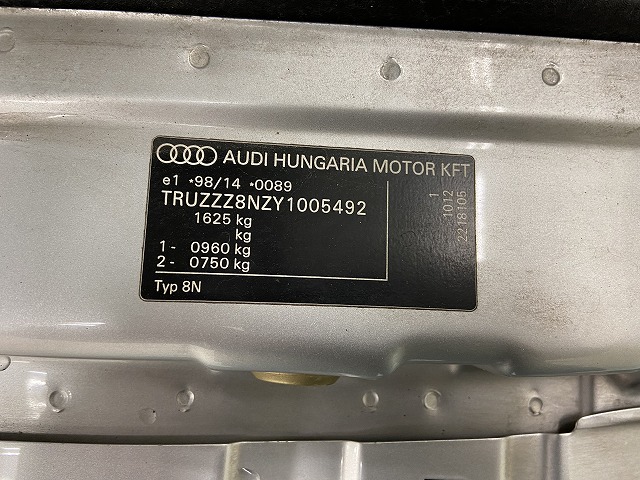 AUDI HUNGARIA MOTOR KFT
e1 *98/14 *0089
TRUZZZ8NZY1005492
1625 kg
kg
1- 0960 kg
2- 0750 kg
Typ 8N
1
1012
2218105